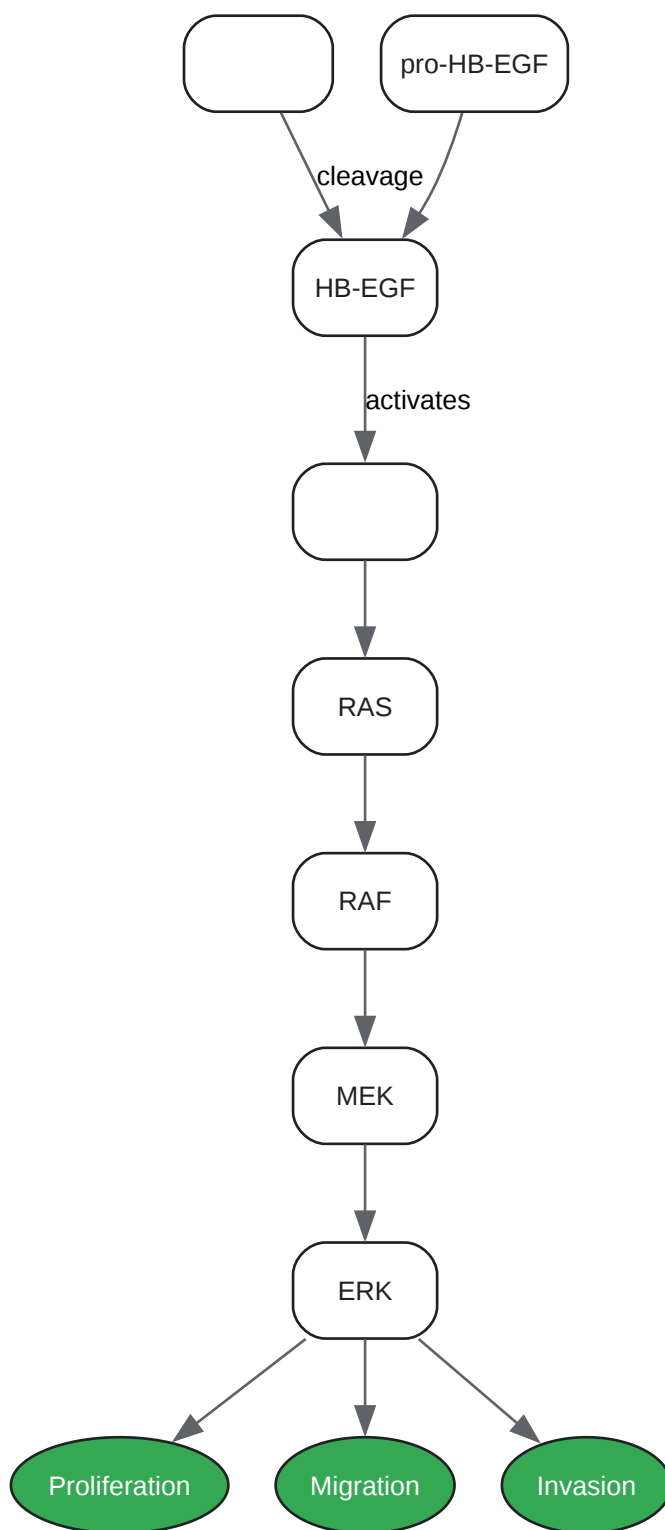 pro-HB-EGF
cleavage
HB-EGF
activates
RAS
RAF
MEK
ERK
Proliferation
Migration
Invasion